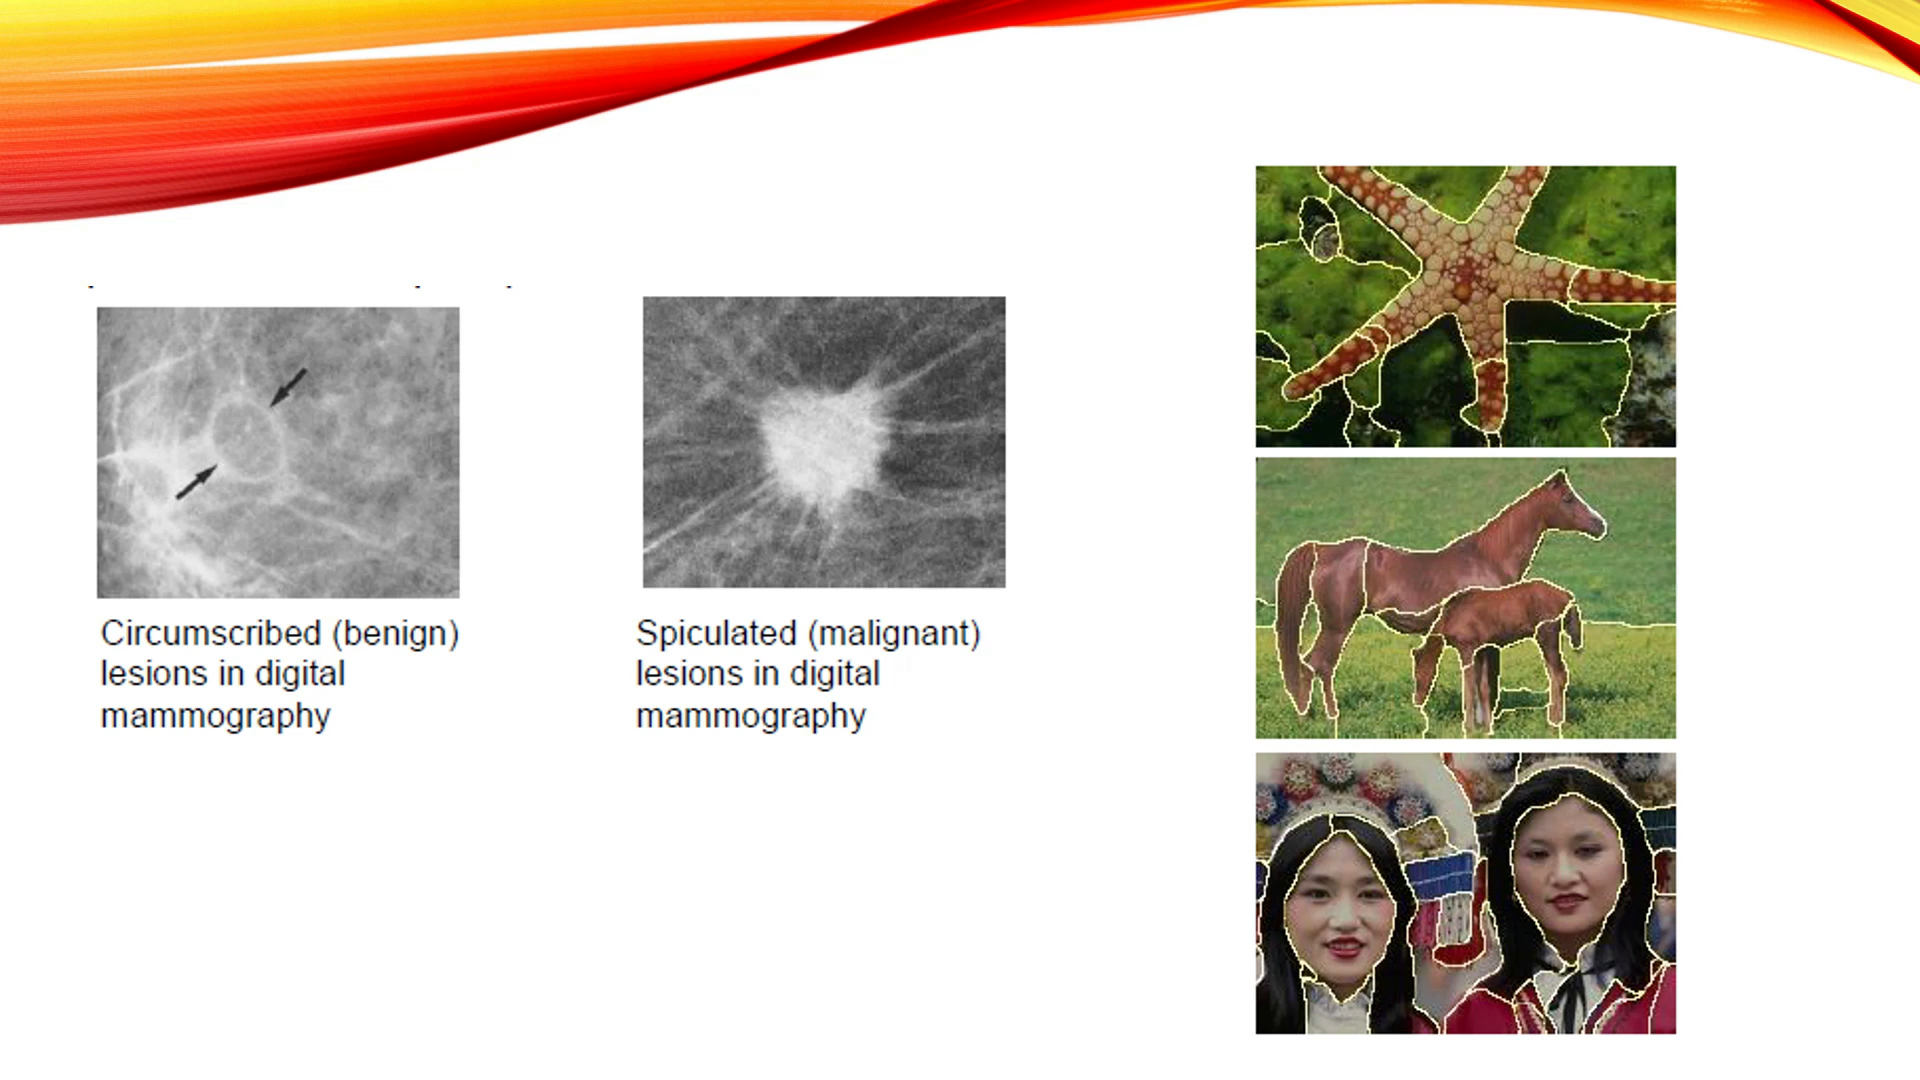 Circumscribed (benign)
lesions in digital
mammography
Spiculated (malignant)
lesions in digital
mammography